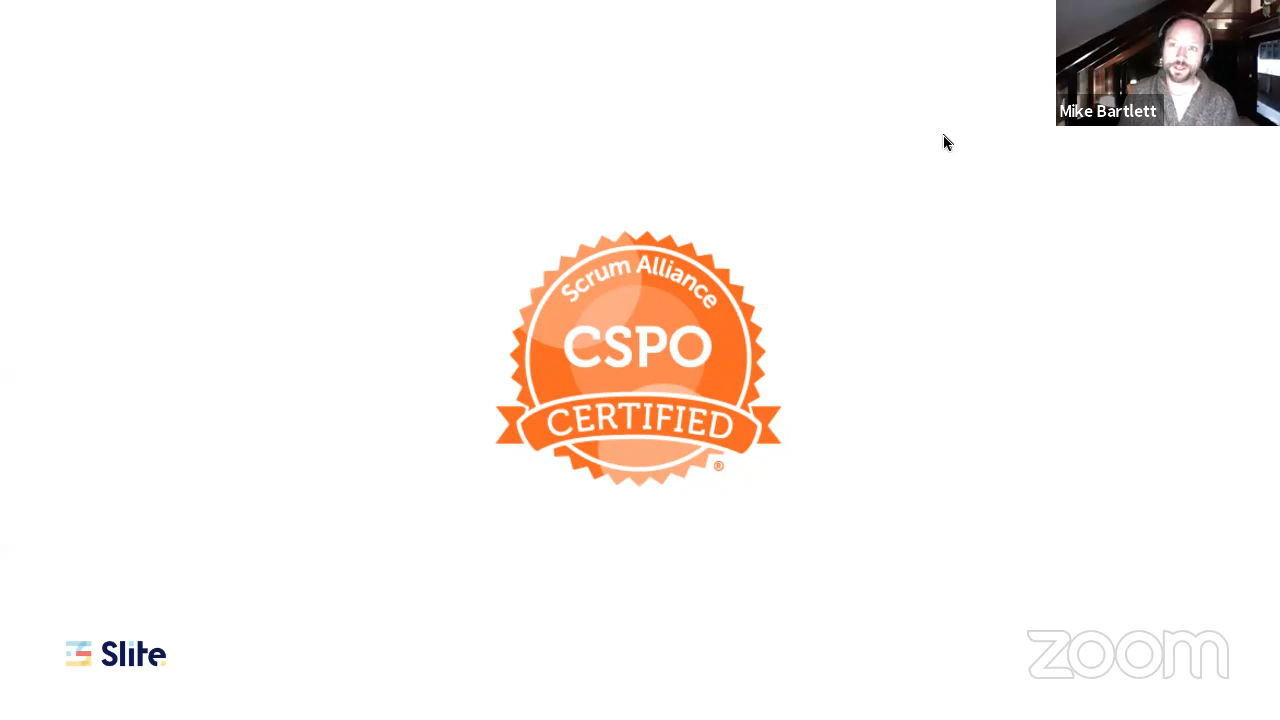 Mike Bartlett
Scrum Alliance
CSPO
CERTIFIED
®
Slite
zoom